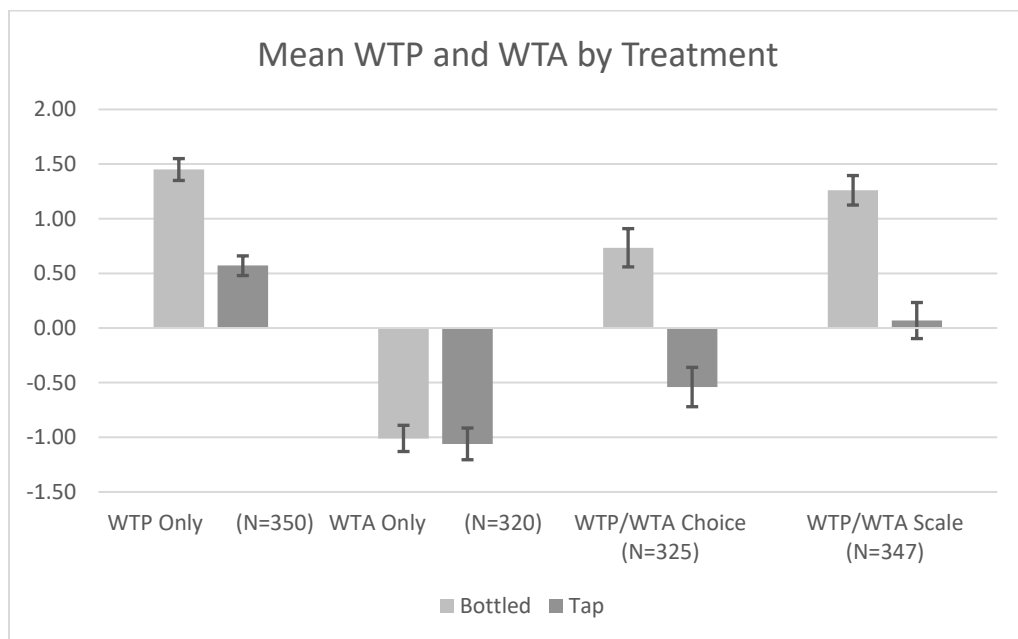 Mean WTP and WTA by Treatment
2.00
1.50
1.00
0.50
0.00
-0.50
-1.00
-1.50
WTP Only (N=350) WTA Only (N=320) WTP/WTA Choice WTP/WTA Scale
(N=325) (N=347)
Bottled Tap